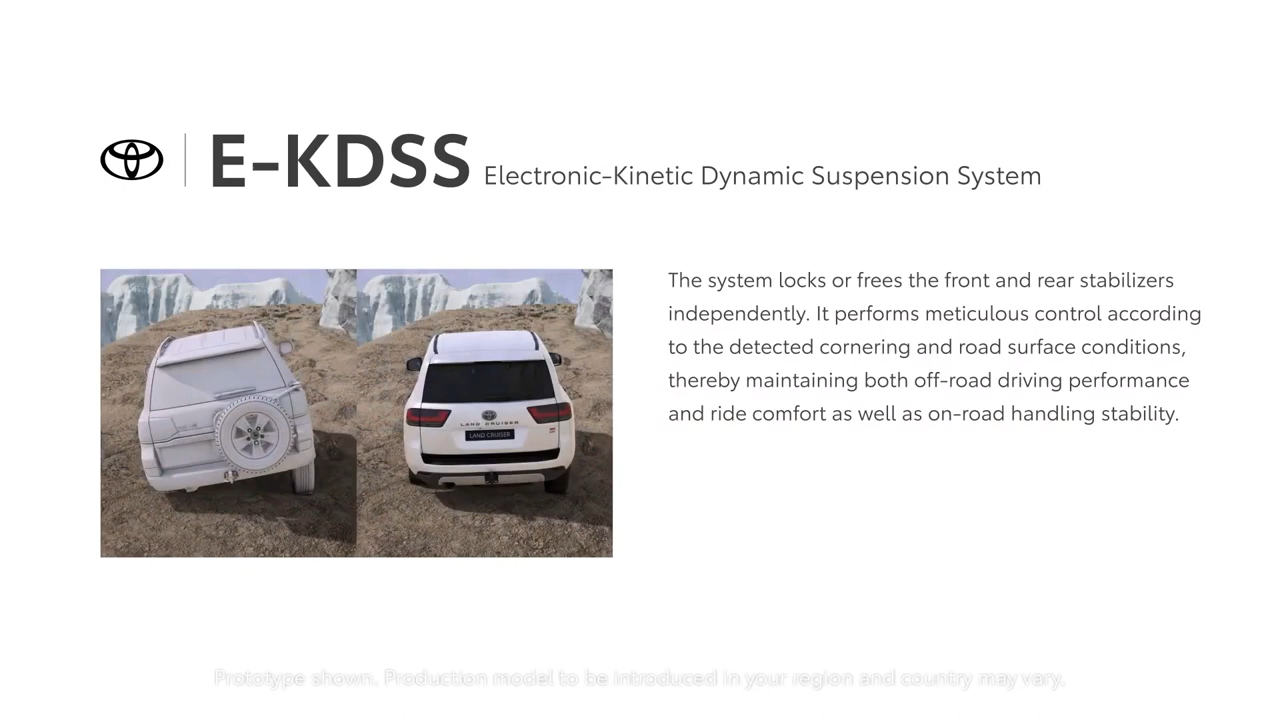 E-KDSS Electronic-Kinetic Dynamic Suspension System
The system locks or frees the front and rear stabilizers
independently. It performs meticulous control according
to the detected cornering and road surface conditions,
thereby maintaining both off-road driving performance
and ride comfort as well as on-road handling stability.
LAND CRUISER
LAND CRUISER
Prototype shown. Production model to be introduced in your region and country may vary.